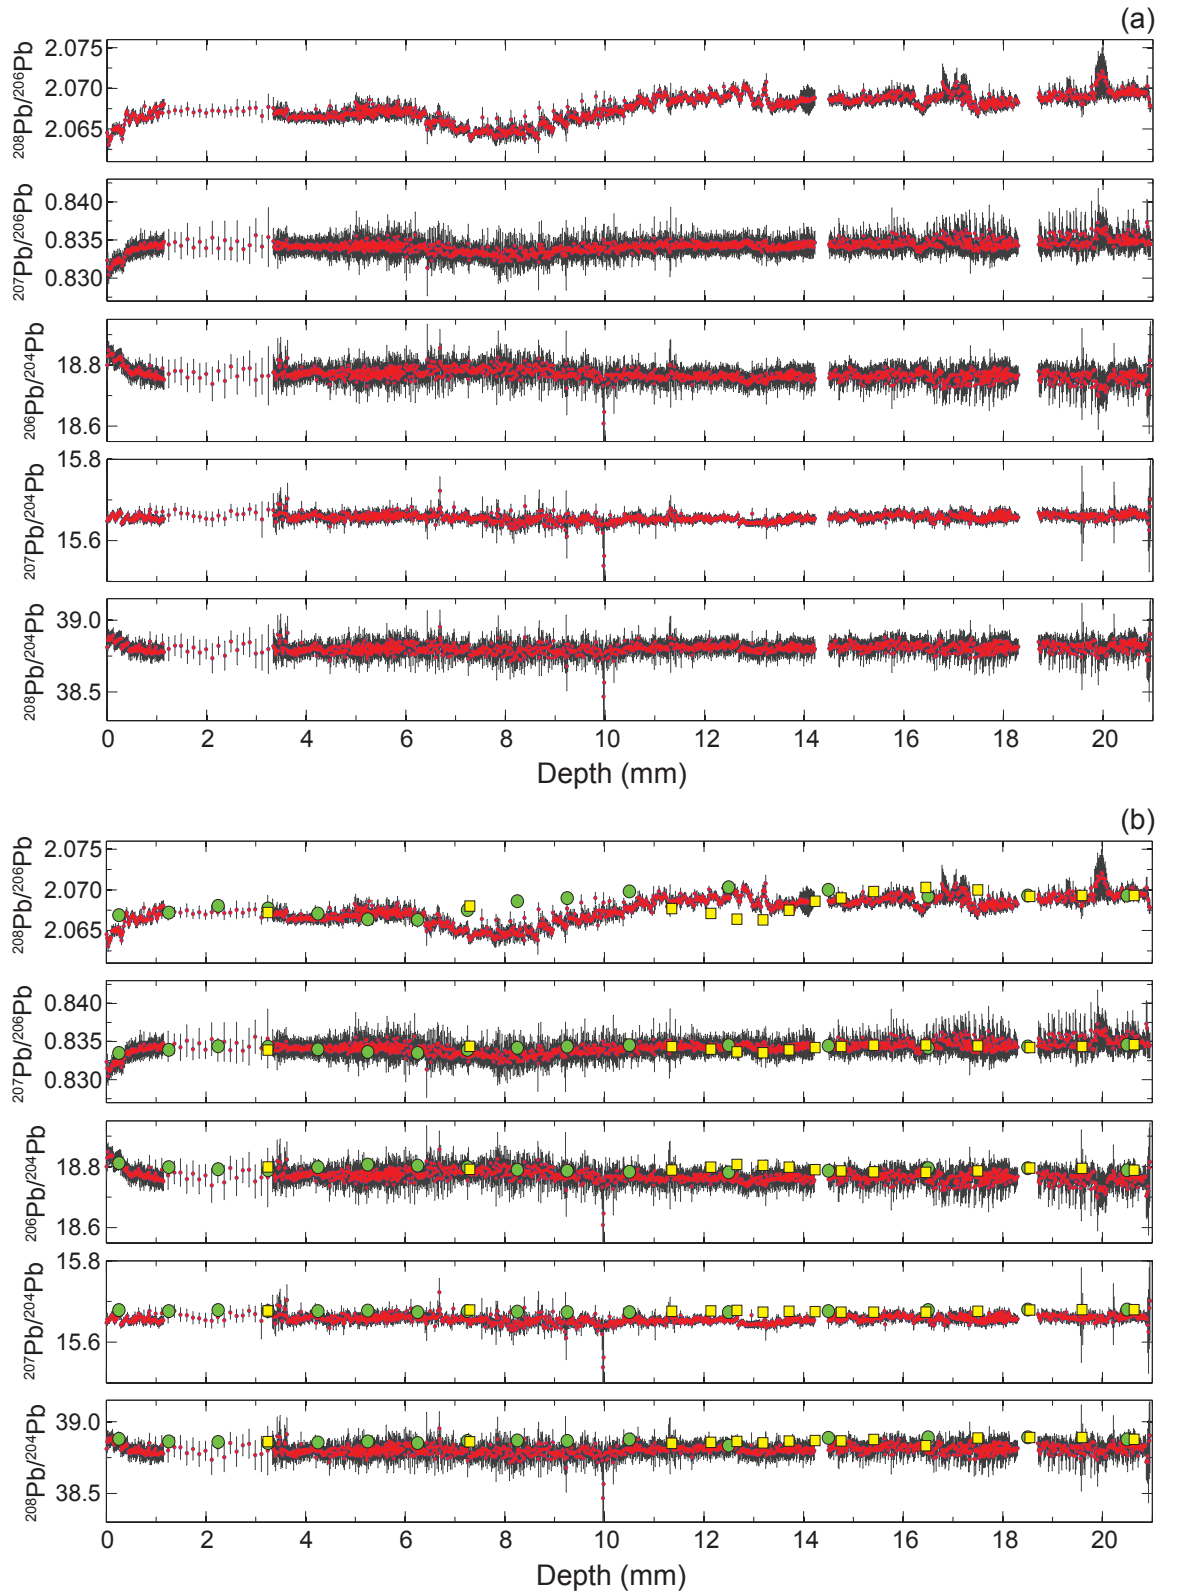 (a)
2.075
2.070
2.065
²⁰⁸Pb/²⁰⁶Pb
0.840
0.835
0.830
²⁰⁷Pb/²⁰⁶Pb
18.8
18.6
²⁰⁶Pb/²⁰⁴Pb
15.8
15.6
²⁰⁷Pb/²⁰⁴Pb
39.0
38.5
²⁰⁸Pb/²⁰⁴Pb
0 2 4 6 8 10 12 14 16 18 20
Depth (mm)
(b)
2.075
2.070
2.065
²⁰⁸Pb/²⁰⁶Pb
0.840
0.835
0.830
²⁰⁷Pb/²⁰⁶Pb
18.8
18.6
²⁰⁶Pb/²⁰⁴Pb
15.8
15.6
²⁰⁷Pb/²⁰⁴Pb
39.0
38.5
²⁰⁸Pb/²⁰⁴Pb
0 2 4 6 8 10 12 14 16 18 20
Depth (mm)